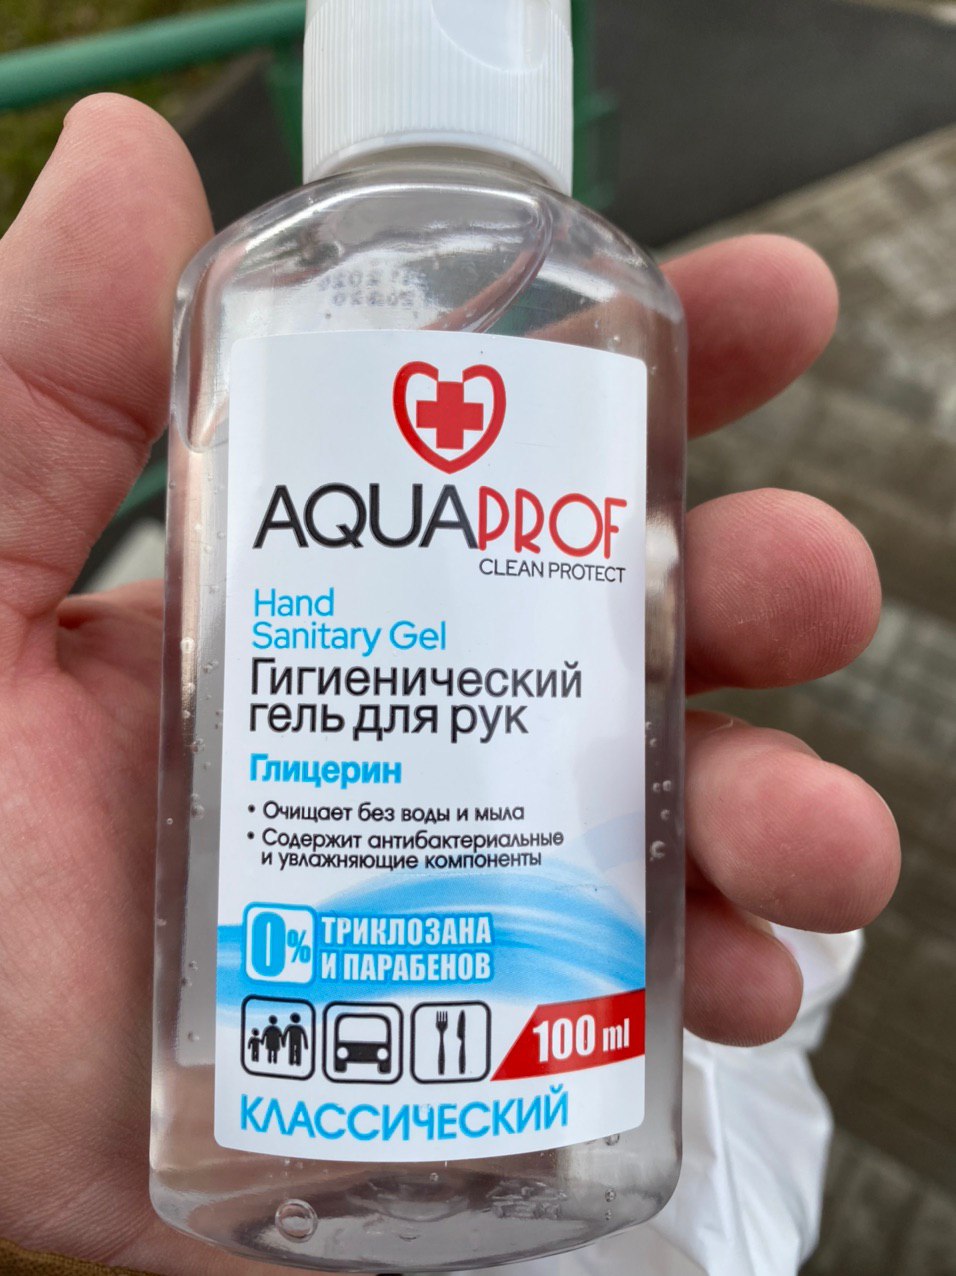 AQUAPROF
CLEAN PROTECT
Hand
Sanitary Gel
Гигиенический
гель для рук
Глицерин
• Очищает без воды и мыла
• Содержит антибактериальные
и увлажняющие компоненты
0% ТРИКЛОЗАНА
И ПАРАБЕНОВ
100 ml
КЛАССИЧЕСКИЙ